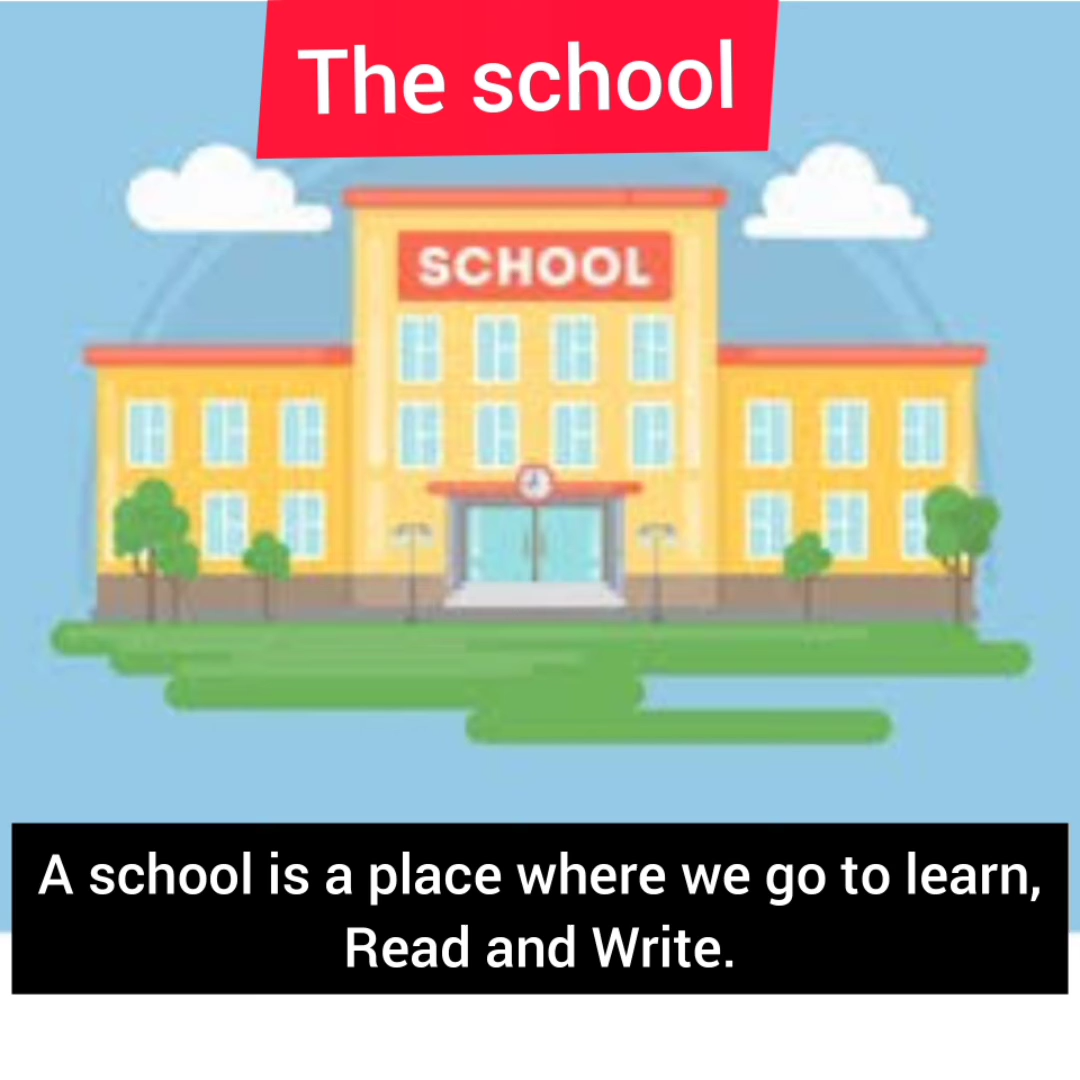 The school
SCHOOL
A school is a place where we go to learn,
Read and Write.